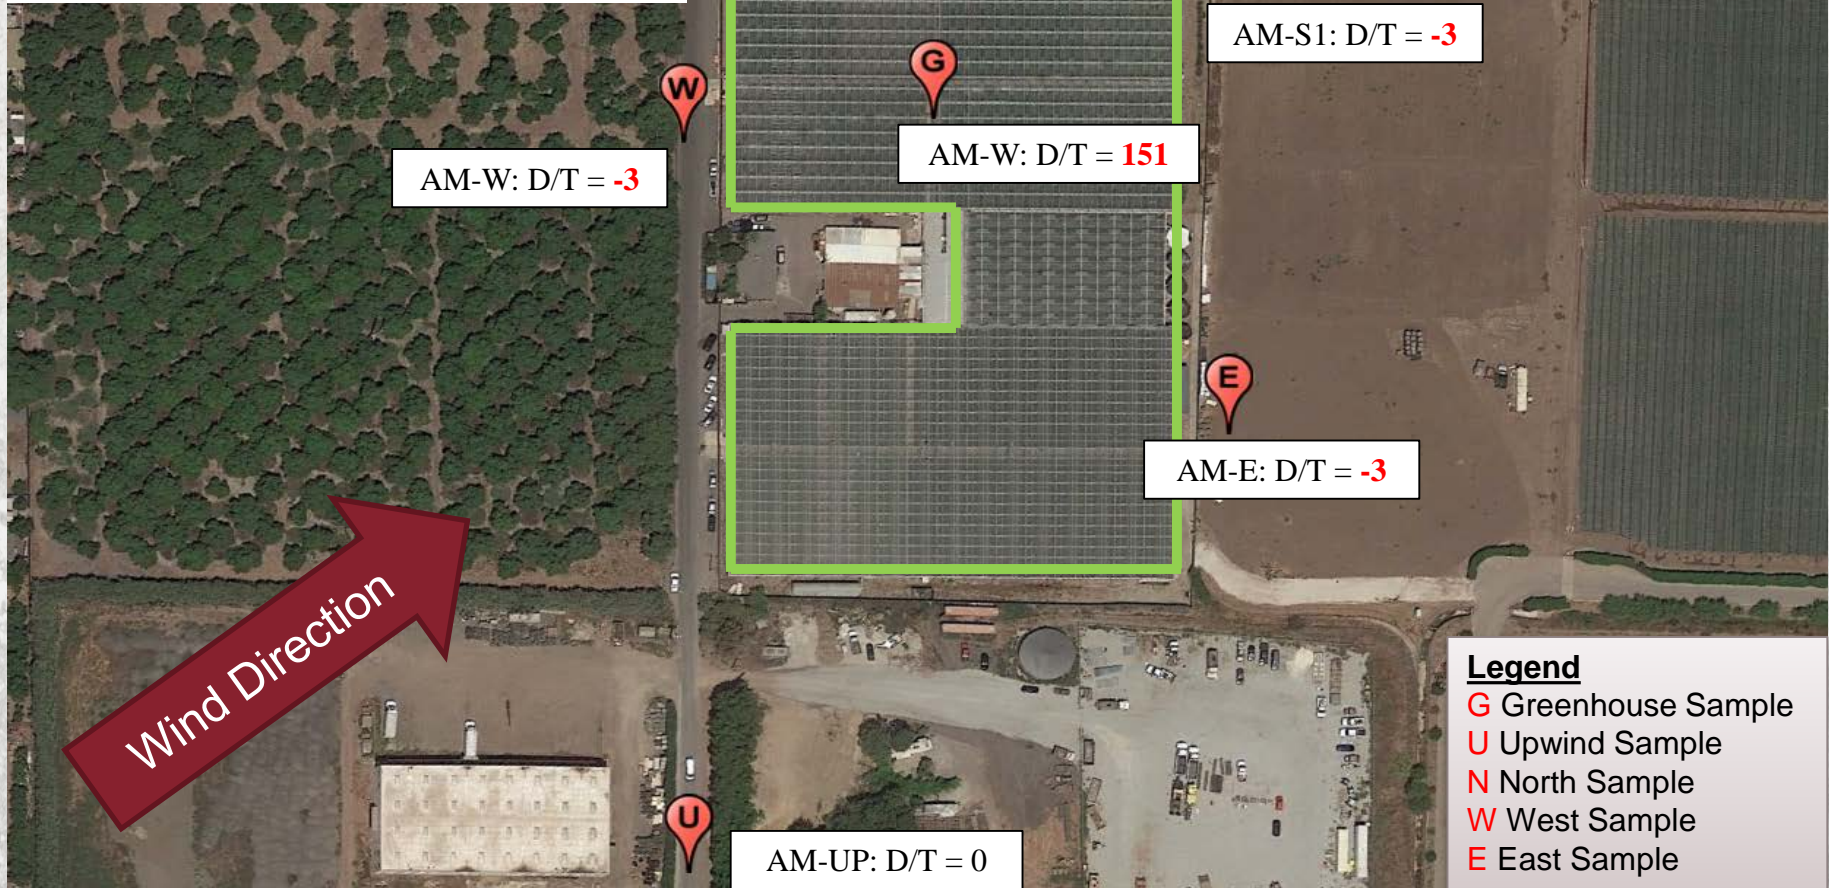 AM-S1: D/T = -3
G
W
AM-W: D/T = 151
AM-W: D/T = -3
E
AM-E: D/T = -3
Wind Direction
U
AM-UP: D/T = 0
Legend
G Greenhouse Sample
U Upwind Sample
N North Sample
W West Sample
E East Sample